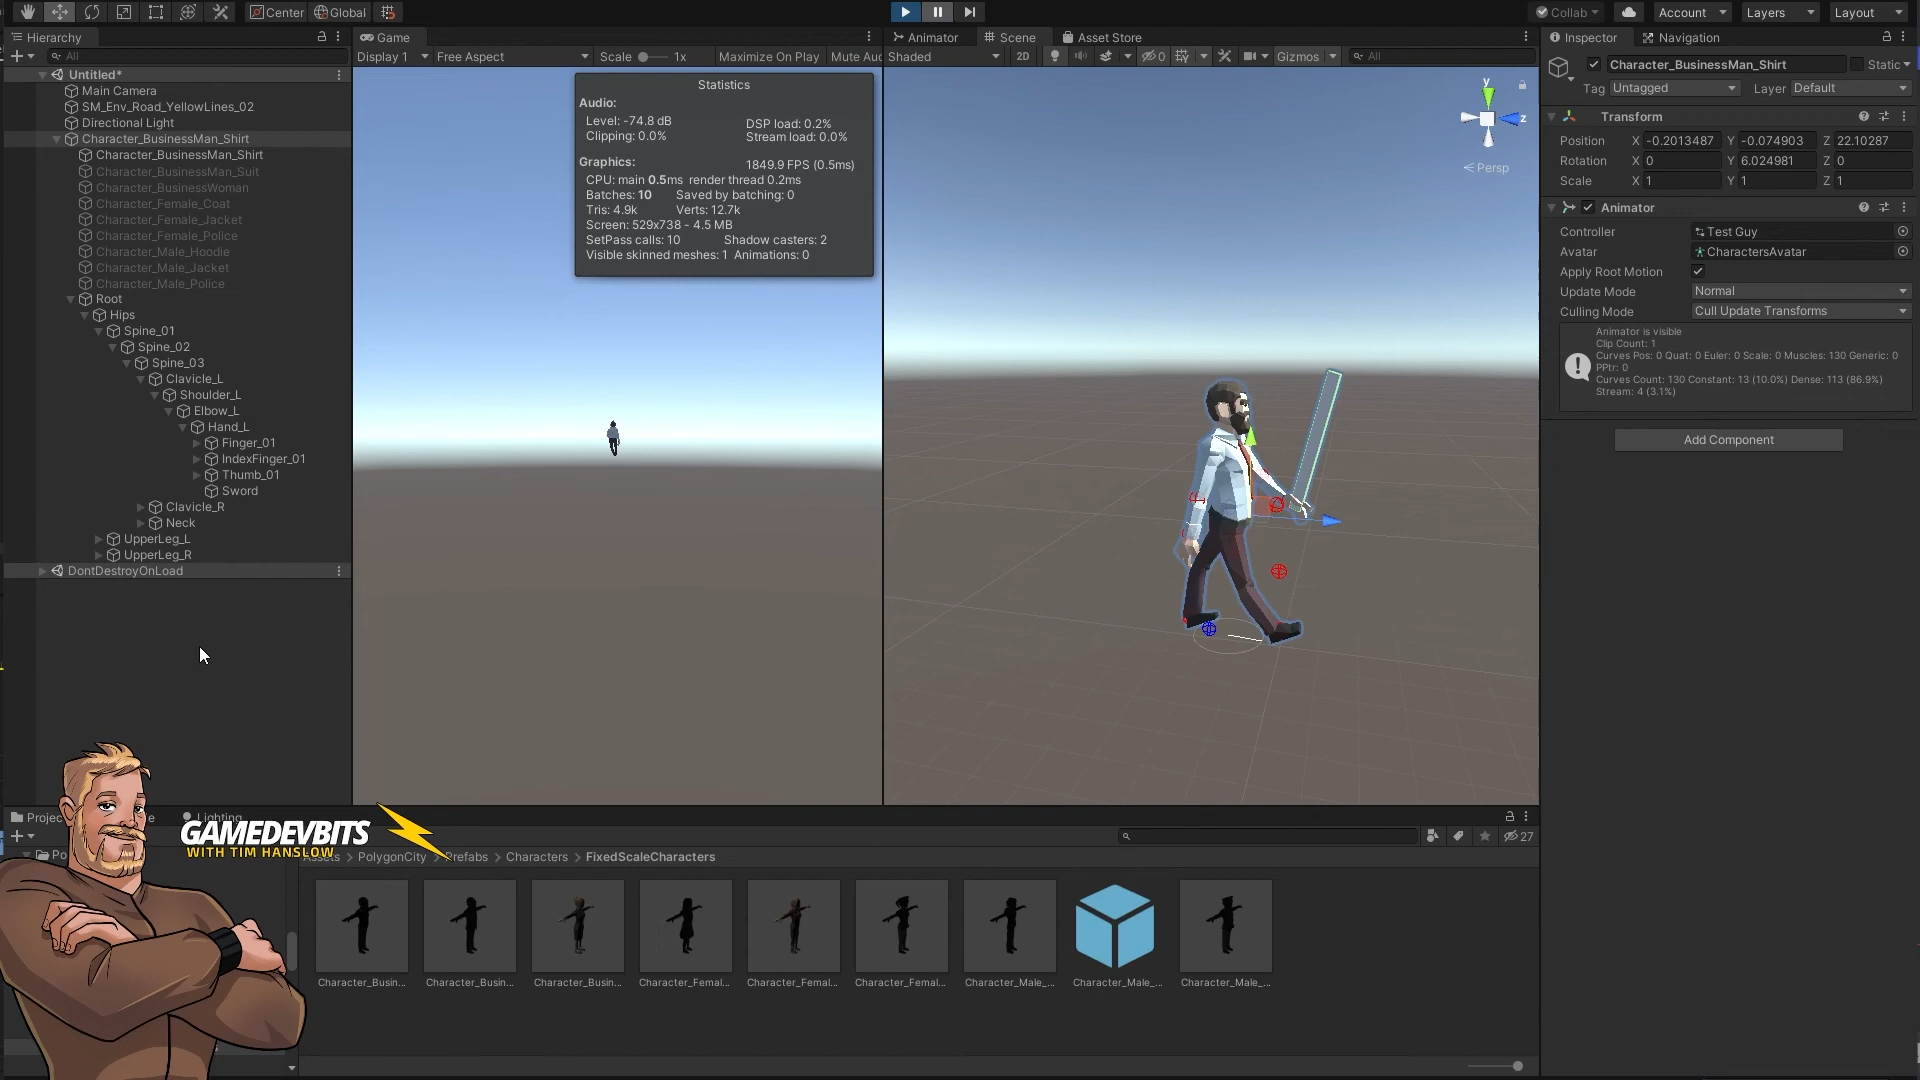 Center
Global
Collab
Account
Layers
Layout
Hierarchy
All
Untitled*
Main Camera
SM_Env_Road_YellowLines_02
Directional Light
Character_BusinessMan_Shirt
Character_BusinessMan_Shirt
Character_BusinessMan_Suit
Character_BusinessWoman
Character_Female_Coat
Character_Female_Jacket
Character_Female_Police
Character_Male_Hoodie
Character_Male_Jacket
Character_Male_Police
Root
Hips
Spine_01
Spine_02
Spine_03
Clavicle_L
Shoulder_L
Elbow_L
Hand_L
Finger_01
IndexFinger_01
Thumb_01
Sword
Clavicle_R
Neck
UpperLeg_L
UpperLeg_R
DontDestroyOnLoad
Game
Display 1 Free Aspect Scale 1x Maximize On Play Mute Aud
Statistics
Audio:
Level: -74.8 dB DSP load: 0.2%
Clipping: 0.0% Stream load: 0.0%
Graphics: 1849.9 FPS (0.5ms)
CPU: main 0.5ms render thread 0.2ms
Batches: 10 Saved by batching: 0
Tris: 4.9k Verts: 12.7k
Screen: 529x738 - 4.5 MB
SetPass calls: 10 Shadow casters: 2
Visible skinned meshes: 1 Animations: 0
Animator Scene Asset Store
Shaded 2D 0 Gizmos All
y
z
Persp
Inspector Navigation
Character_BusinessMan_Shirt Static
Tag Untagged Layer Default
Transform
Position X -0.2013487 Y -0.074903 Z 22.10287
Rotation X 0 Y 6.024981 Z 0
Scale X 1 Y 1 Z 1
Animator
Controller Test Guy
Avatar CharactersAvatar
Apply Root Motion
Update Mode Normal
Culling Mode Cull Update Transforms
Animator is visible
Clip Count: 1
Curves Pos: 0 Quat: 0 Euler: 0 Scale: 0 Muscles: 130 Generic: 0
PPtr: 0
Curves Count: 130 Constant: 13 (10.0%) Dense: 113 (86.9%)
Stream: 4 (3.1%)
Add Component
Projec Lighting
27
Po
Assets > PolygonCity > Prefabs > Characters > FixedScaleCharacters
GAMEDEVBITS
WITH TIM HANSLOW
Character_Busin...
Character_Busin...
Character_Busin...
Character_Femal...
Character_Femal...
Character_Femal...
Character_Male_...
Character_Male_...
Character_Male_...